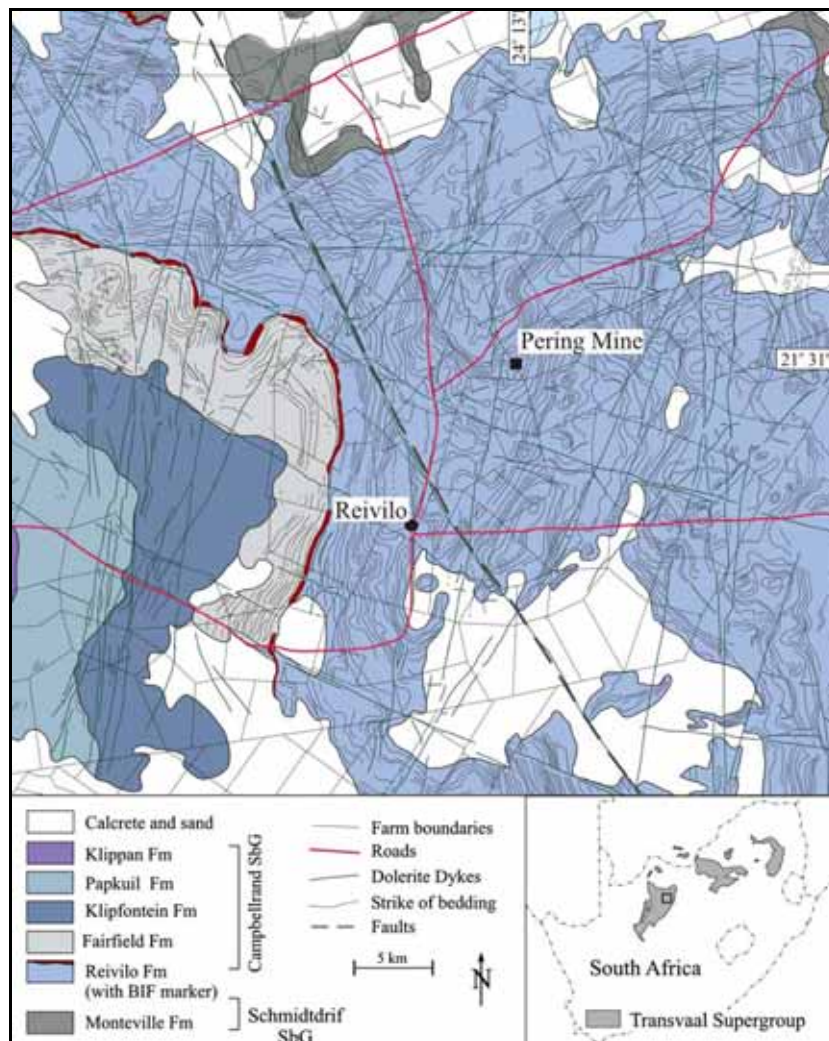 24° 13'
Pering Mine
21° 31'
Reivilo
Calcrete and sand
Klippan Fm
Papkuil Fm
Klipfontein Fm
Fairfield Fm
Reivilo Fm
(with BIF marker)
Monteville Fm
Campbellrand SbG
Schmidtdrif
SbG
Farm boundaries
Roads
Dolerite Dykes
Strike of bedding
Faults
5 km
N
South Africa
Transvaal Supergroup